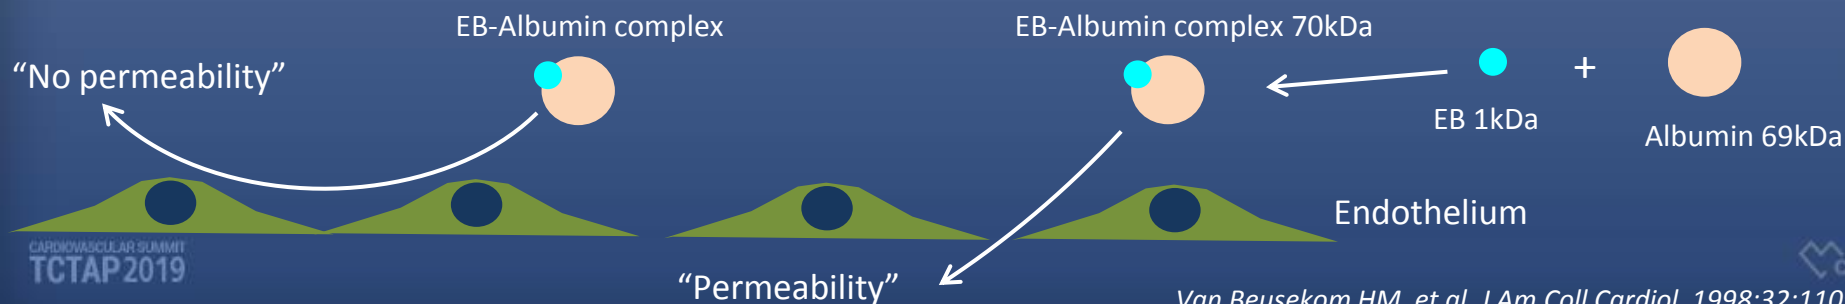 EB-Albumin complex
EB-Albumin complex 70kDa
“No permeability”
+
EB 1kDa
Albumin 69kDa
Endothelium
CARDIOVASCULAR SUMMIT
TCTAP2019
“Permeability”
Van Beusekom HM, et al. J Am Coll Cardiol. 1998;32:110